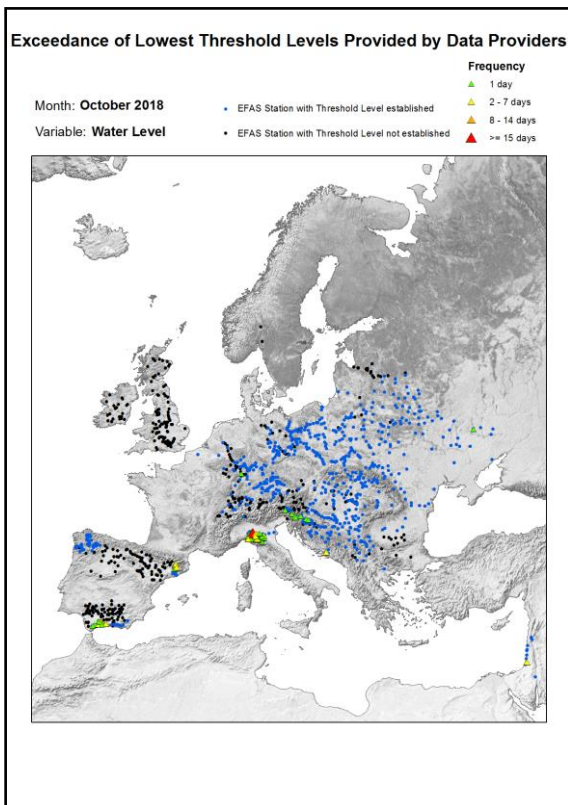 Exceedance of Lowest Threshold Levels Provided by Data Providers
Frequency
1 day
2 - 7 days
8 - 14 days
>= 15 days
Month: October 2018
EFAS Station with Threshold Level established
Variable: Water Level
EFAS Station with Threshold Level not established